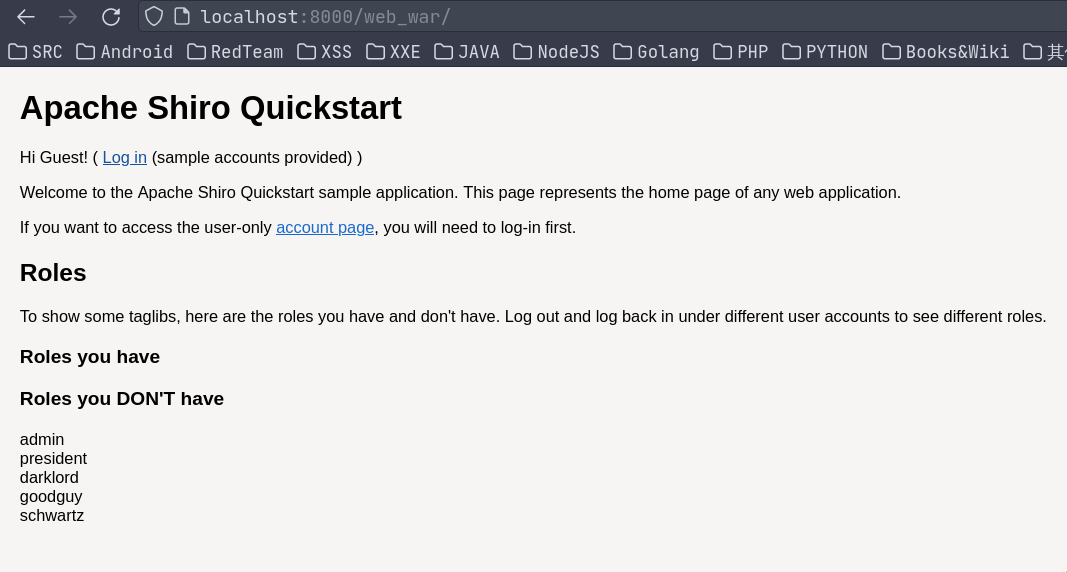 localhost:8000/web_war/
SRC Android RedTeam XSS XXE JAVA NodeJS Golang PHP PYTHON Books&Wiki 其
Apache Shiro Quickstart
Hi Guest! ( Log in (sample accounts provided) )
Welcome to the Apache Shiro Quickstart sample application. This page represents the home page of any web application.
If you want to access the user-only account page, you will need to log-in first.
Roles
To show some taglibs, here are the roles you have and don't have. Log out and log back in under different user accounts to see different roles.
Roles you have
Roles you DON'T have
admin
president
darklord
goodguy
schwartz